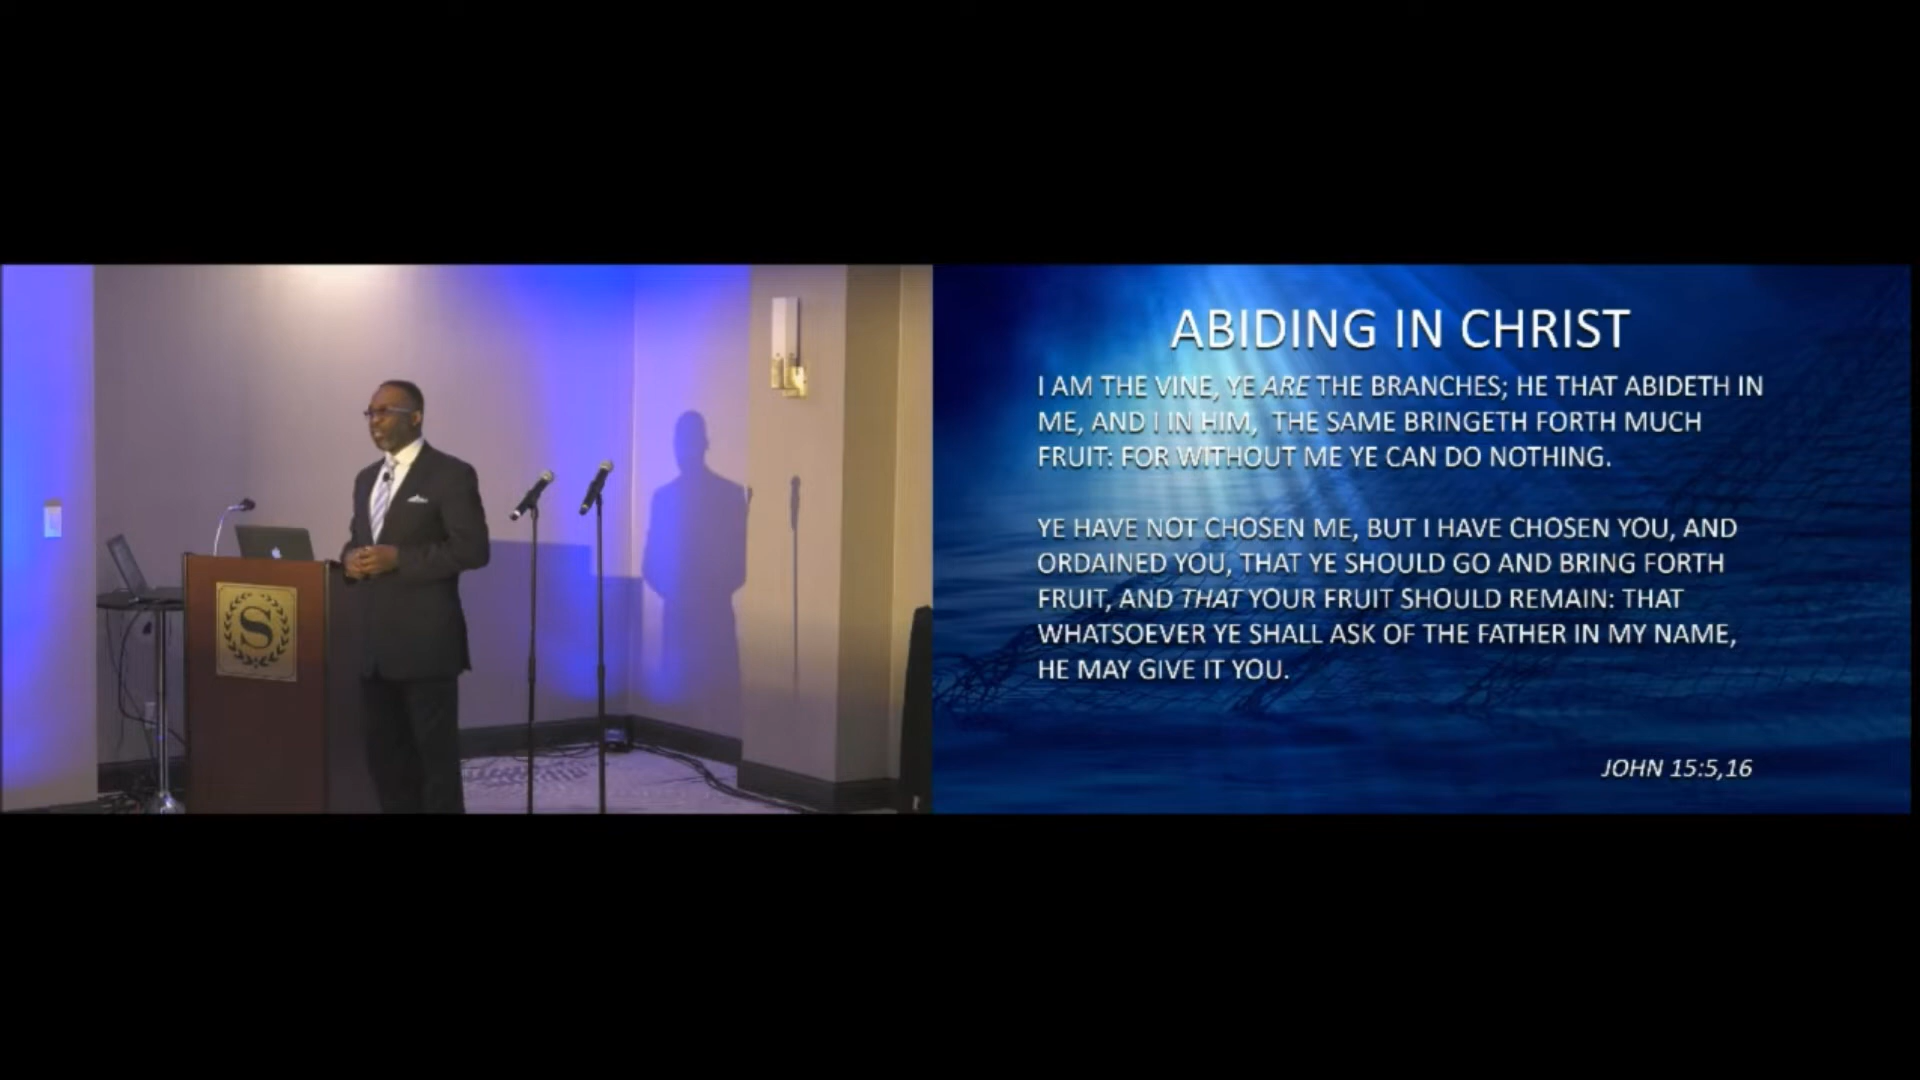 S
ABIDING IN CHRIST
I AM THE VINE, YE ARE THE BRANCHES; HE THAT ABIDETH IN
ME, AND I IN HIM, THE SAME BRINGETH FORTH MUCH
FRUIT: FOR WITHOUT ME YE CAN DO NOTHING.
YE HAVE NOT CHOSEN ME, BUT I HAVE CHOSEN YOU, AND
ORDAINED YOU, THAT YE SHOULD GO AND BRING FORTH
FRUIT, AND THAT YOUR FRUIT SHOULD REMAIN: THAT
WHATSOEVER YE SHALL ASK OF THE FATHER IN MY NAME,
HE MAY GIVE IT YOU.
JOHN 15:5,16